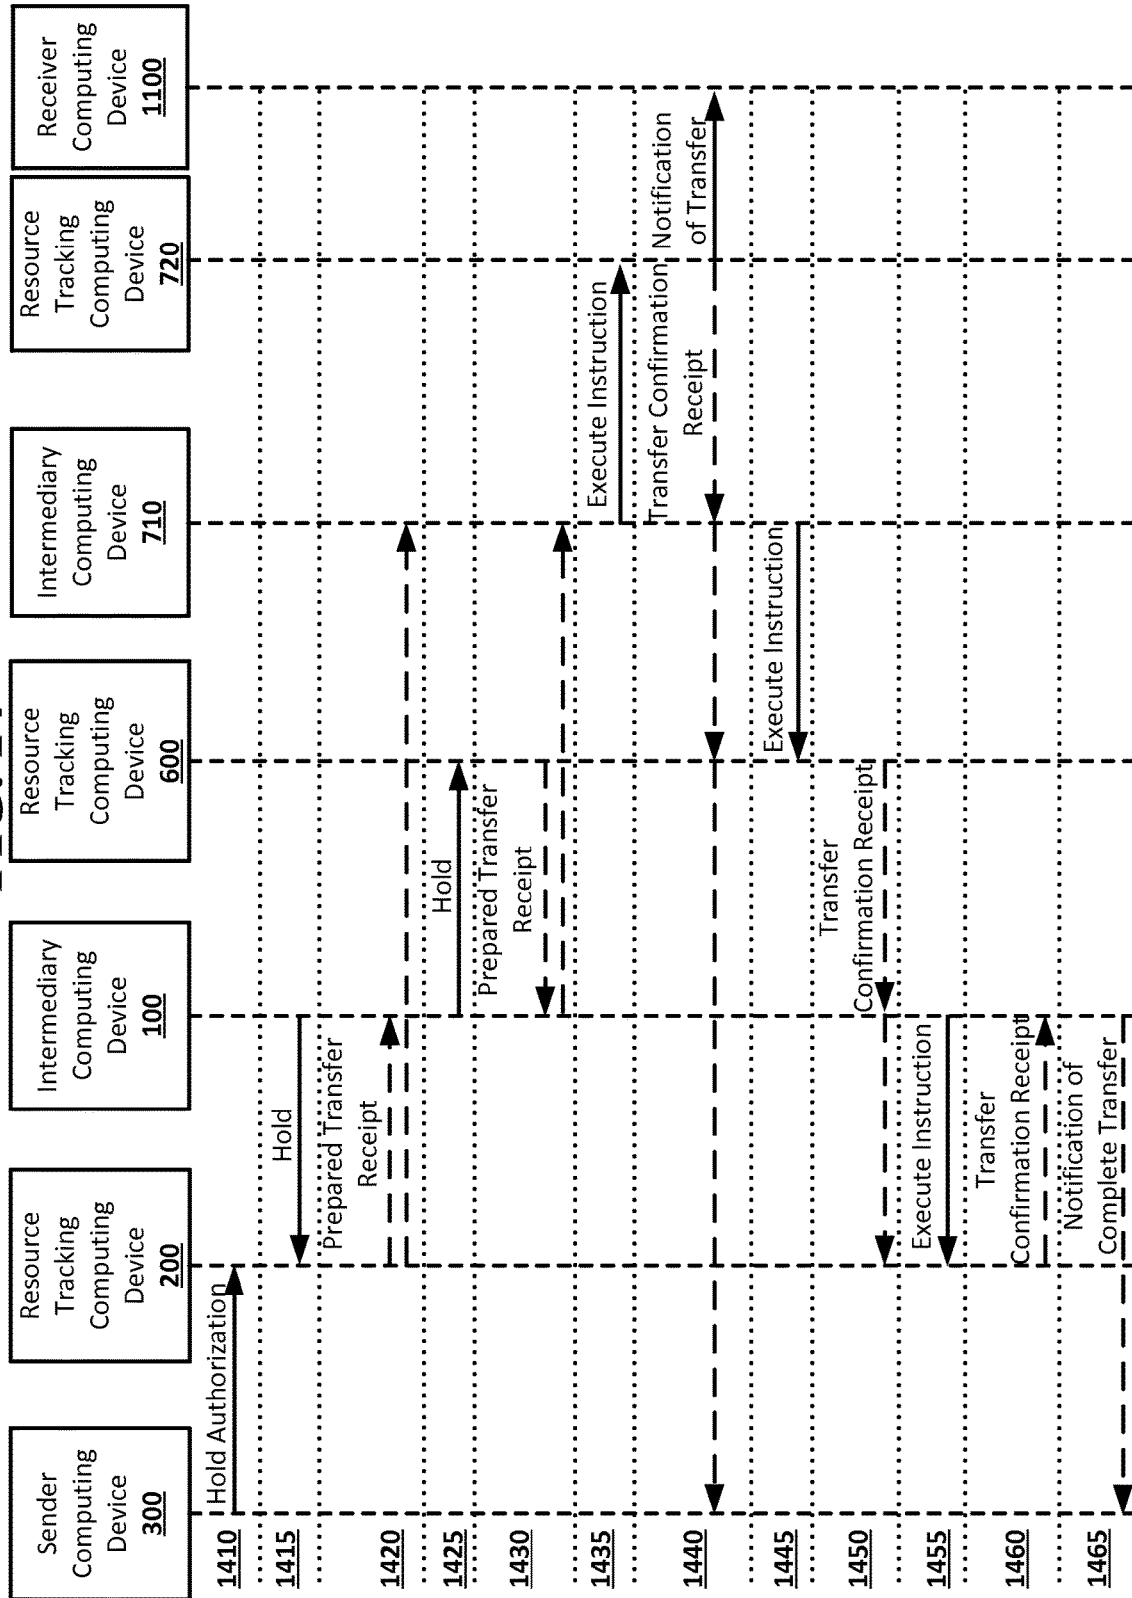 Sender
Computing
Device
300
Resource
Tracking
Computing
Device
200
Intermediary
Computing
Device
100
Resource
Tracking
Computing
Device
600
Intermediary
Computing
Device
710
Resource
Tracking
Computing
Device
720
Receiver
Computing
Device
1100
1410
Hold Authorization
1415
Hold
1420
Prepared Transfer
Receipt
1425
Hold
1430
Prepared Transfer
Receipt
1435
Execute Instruction
1440
Transfer Confirmation
Receipt
Notification
of Transfer
1445
Execute Instruction
1450
Transfer
Confirmation Receipt
1455
Execute Instruction
1460
Transfer
Confirmation Receipt
1465
Notification of
Complete Transfer